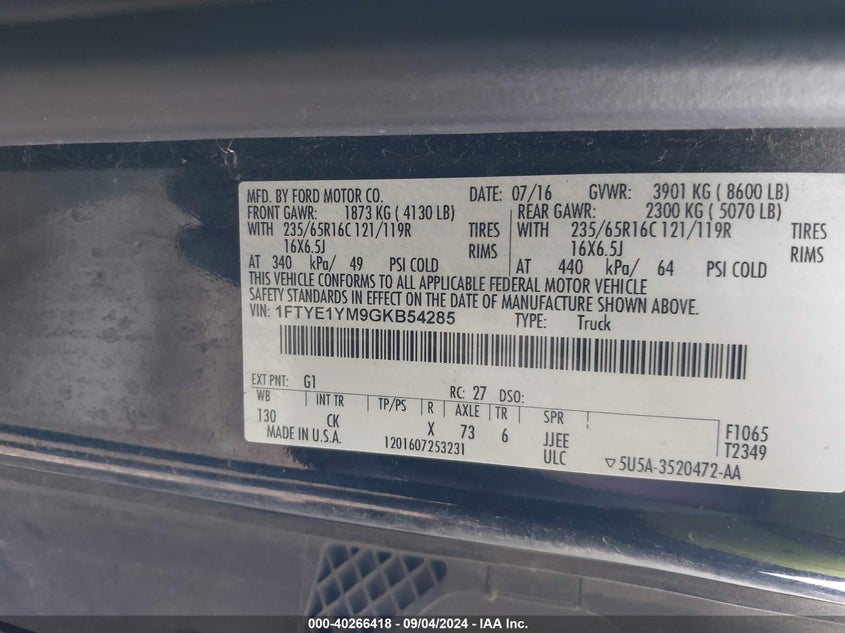 MFD. BY FORD MOTOR CO. DATE: 07/16 GVWR: 3901 KG ( 8600 LB)
FRONT GAWR: 1873 KG ( 4130 LB) REAR GAWR: 2300 KG ( 5070 LB)
WITH 235/65R16C 121/119R TIRES WITH 235/65R16C 121/119R TIRES
16X6.5J RIMS 16X6.5J RIMS
AT 340 kPa/ 49 PSI COLD AT 440 kPa/ 64 PSI COLD
THIS VEHICLE CONFORMS TO ALL APPLICABLE FEDERAL MOTOR VEHICLE
SAFETY STANDARDS IN EFFECT ON THE DATE OF MANUFACTURE SHOWN ABOVE.
VIN: 1FTYE1YM9GKB54285 TYPE: Truck
EXT PNT: G1 RC: 27 DSO:
WB INT TR TP/PS R AXLE TR SPR
130 CK X 73 6 JJEE F1065
MADE IN U.S.A. 1201607253231 ULC T2349
▽5U5A-3520472-AA
000-40266418 - 09/04/2024 - IAA Inc.